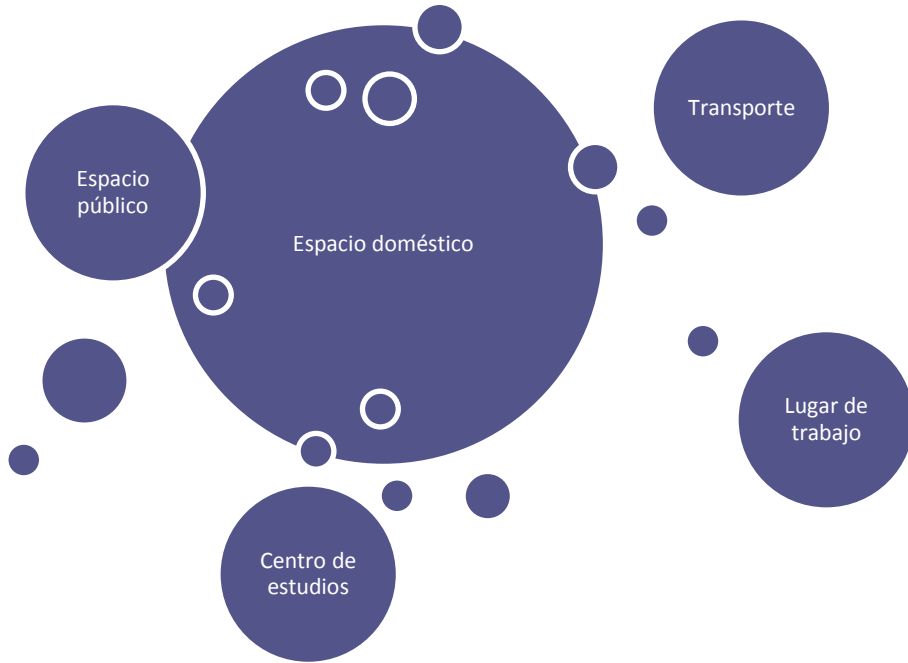 Transporte
Espacio
público
Espacio doméstico
Lugar de
trabajo
Centro de
estudios